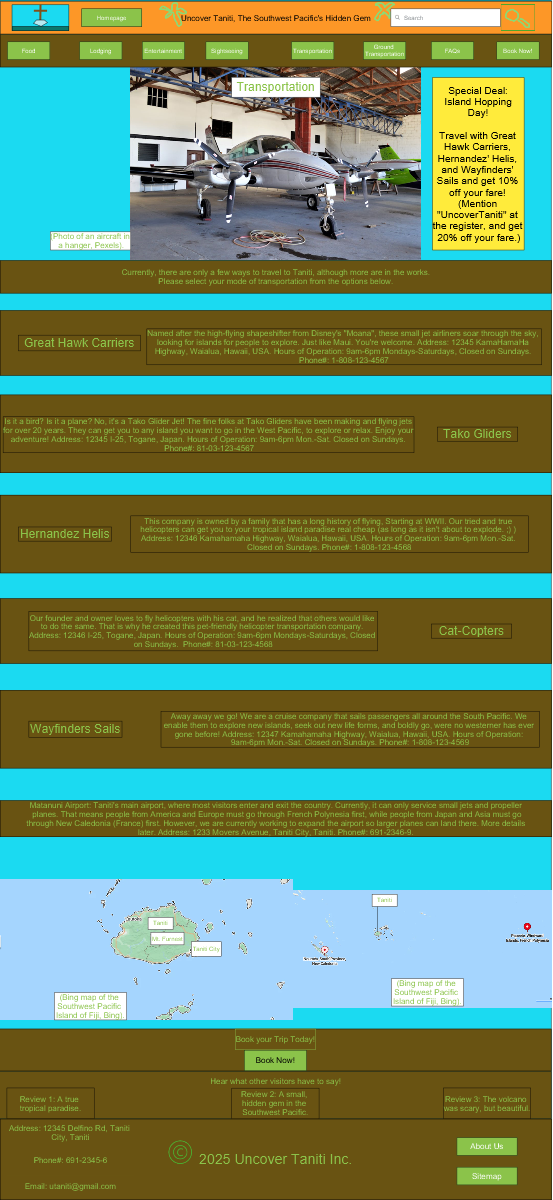 Homepage
Uncover Taniti, The Southwest Pacific's Hidden Gem
Search
Food
Lodging
Entertainment
Sightseeing
Transportation
Ground
Transportation
FAQs
Book Now!
Transportation
Special Deal:
Island Hopping
Day!
Travel with Great
Hawk Carriers,
Hernandez' Helis,
and Wayfinders'
Sails and get 10%
off your fare!
(Mention
"UncoverTaniti" at
the register, and get
20% off your fare.)
(Photo of an aircraft in
a hanger, Pexels).
Currently, there are only a few ways to travel to Taniti, although more are in the works.
Please select your mode of transportation from the options below.
Great Hawk Carriers
Named after the high-flying shapeshifter from Disney's "Moana", these small jet airliners soar through the sky,
looking for islands for people to explore. Just like Maui. You're welcome. Address: 12345 KamaHamaHa
Highway, Waialua, Hawaii, USA. Hours of Operation: 9am-6pm Mondays-Saturdays, Closed on Sundays.
Phone#: 1-808-123-4567
Is it a bird? Is it a plane? No, it's a Tako Glider Jet! The fine folks at Tako Gliders have been making and flying jets
for over 20 years. They can get you to any island you want to go in the West Pacific, to explore or relax. Enjoy your
adventure! Address: 12345 I-25, Togane, Japan. Hours of Operation: 9am-6pm Mon.-Sat. Closed on Sundays.
Phone#: 81-03-123-4567
Tako Gliders
Hernandez Helis
This company is owned by a family that has a long history of flying, Starting at WWII. Our tried and true
helicopters can get you to your tropical island paradise real cheap (as long as it isn't about to explode. ;) )
Address: 12346 Kamahamaha Highway, Waialua, Hawaii, USA. Hours of Operation: 9am-6pm Mon.-Sat.
Closed on Sundays. Phone#: 1-808-123-4568
Our founder and owner loves to fly helicopters with his cat, and he realized that others would like
to do the same. That is why he created this pet-friendly helicopter transportation company.
Address: 12346 I-25, Togane, Japan. Hours of Operation: 9am-6pm Mondays-Saturdays, Closed
on Sundays. Phone#: 81-03-123-4568
Cat-Copters
Wayfinders Sails
Away away we go! We are a cruise company that sails passengers all around the South Pacific. We
enable them to explore new islands, seek out new life forms, and boldly go, were no westerner has ever
gone before! Address: 12347 Kamahamaha Highway, Waialua, Hawaii, USA. Hours of Operation:
9am-6pm Mon.-Sat. Closed on Sundays. Phone#: 1-808-123-4569
Matanuni Airport: Taniti's main airport, where most visitors enter and exit the country. Currently, it can only service small jets and propeller
planes. That means people from America and Europe must go through French Polynesia first, while people from Japan and Asia must go
through New Caledonia (France) first. However, we are currently working to expand the airport so larger planes can land there. More details
later. Address: 1233 Movers Avenue, Taniti City, Taniti. Phone#: 691-2346-9.
Taniti
Taniti
Taniti City
(Bing map of the
Southwest Pacific
Island of Fiji, Bing).
(Bing map of the
Southwest Pacific
Island of Fiji, Bing).
Book your Trip Today!
Book Now!
Hear what other visitors have to say!
Review 1: A true
tropical paradise.
Review 2: A small,
hidden gem in the
Southwest Pacific.
Review 3: The volcano
was scary, but beautiful.
Address: 12345 Delfino Rd, Taniti
City, Taniti
Phone#: 691-2345-6
Email: utaniti@gmail.com
© 2025 Uncover Taniti Inc.
About Us
Sitemap